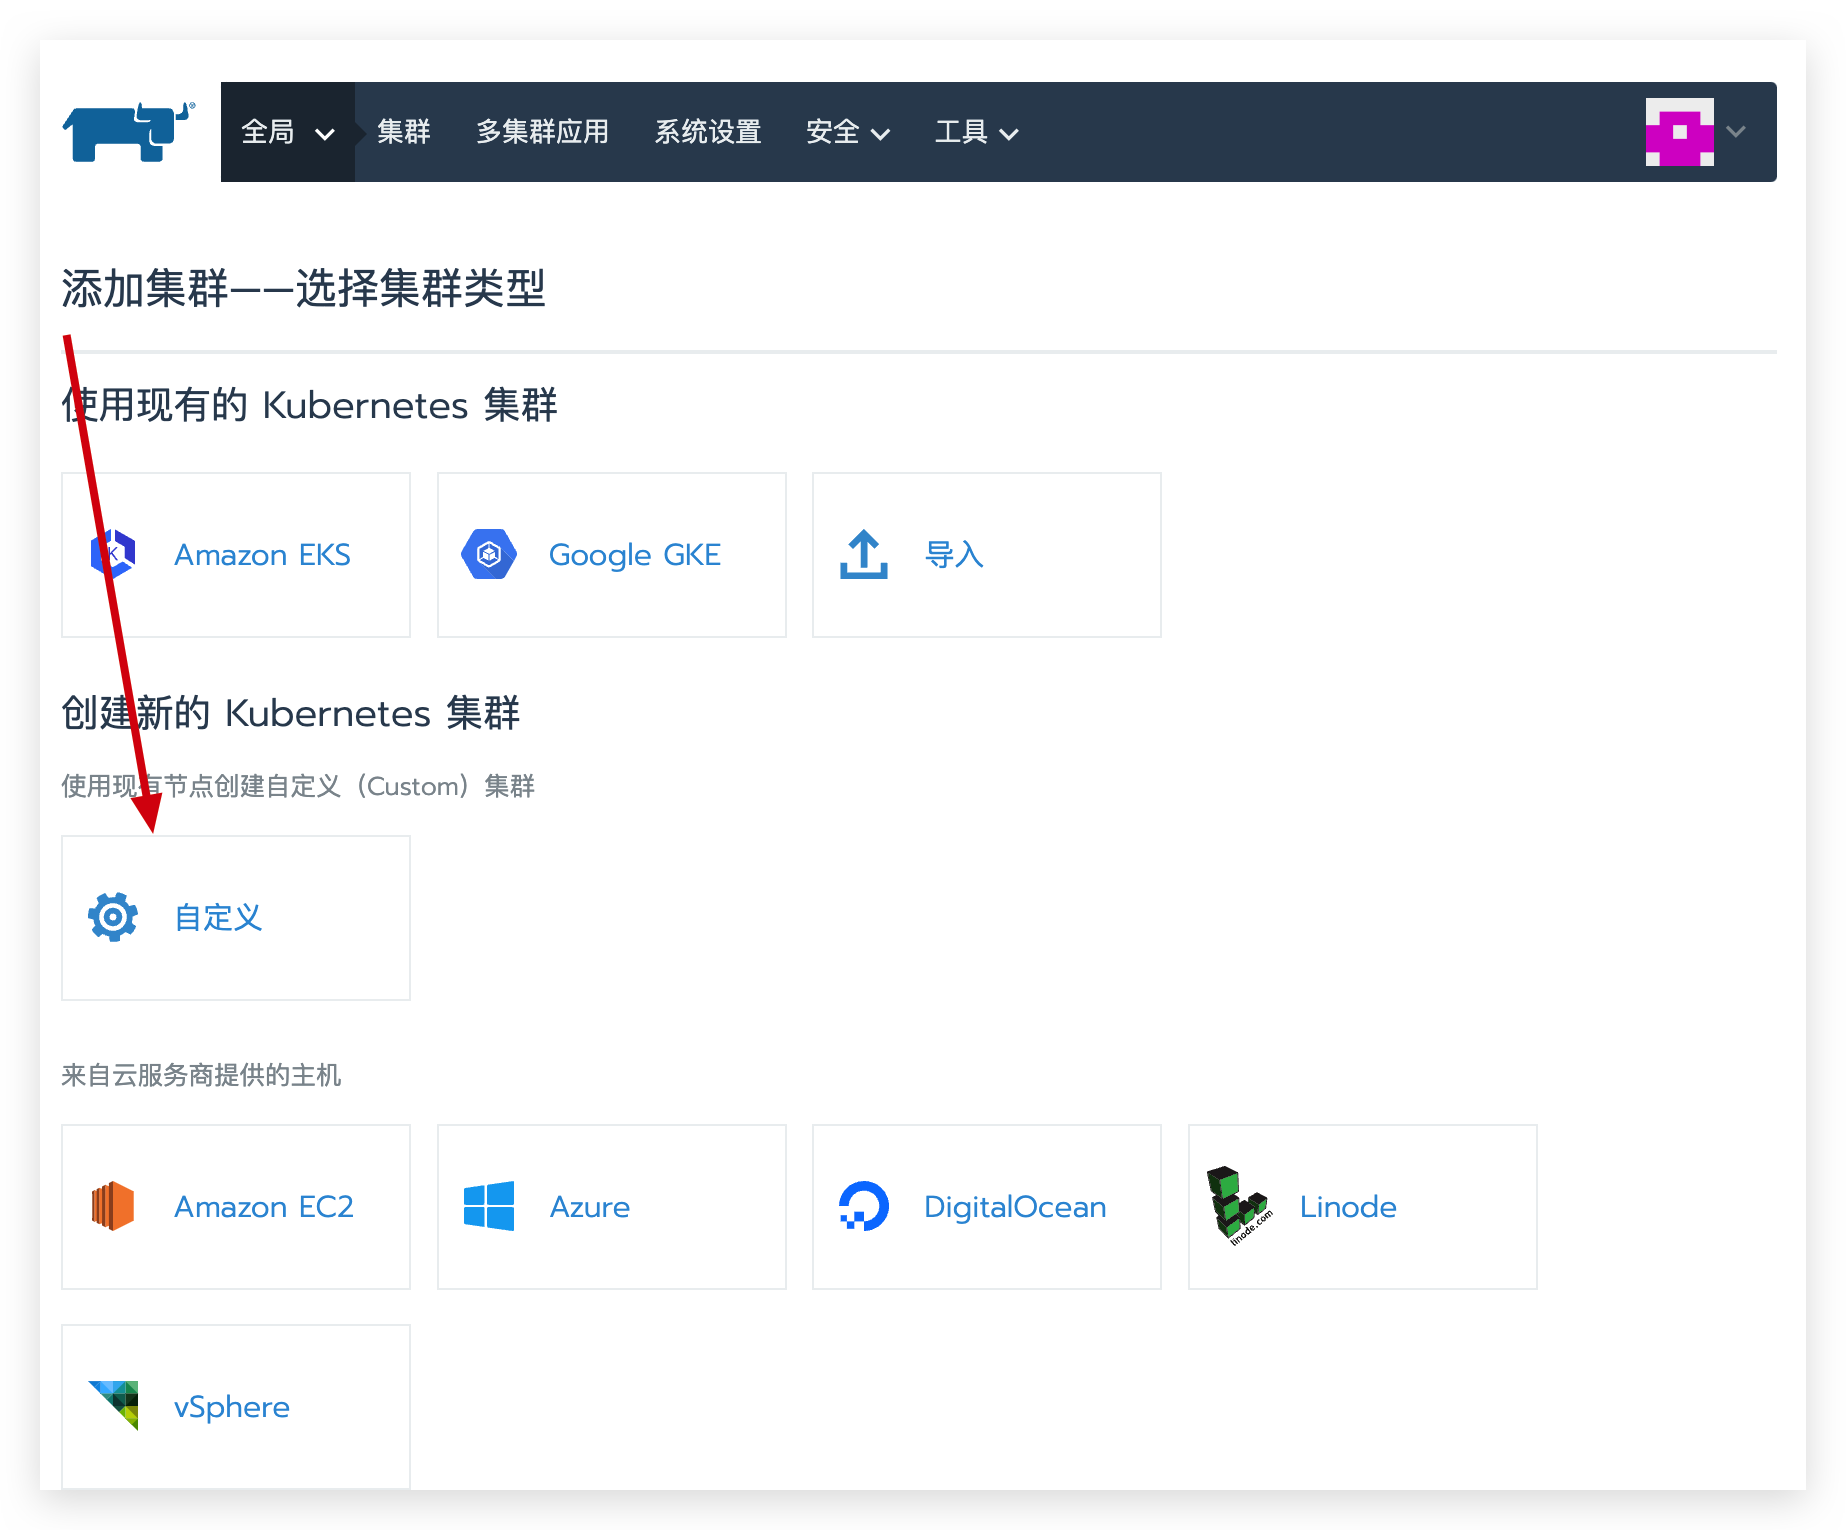 全局 集群 多集群应用 系统设置 安全 工具
添加集群——选择集群类型
使用现有的 Kubernetes 集群
Amazon EKS Google GKE 导入
创建新的 Kubernetes 集群
使用现有节点创建自定义（Custom）集群
自定义
来自云服务商提供的主机
Amazon EC2 Azure DigitalOcean linode.com Linode
vSphere